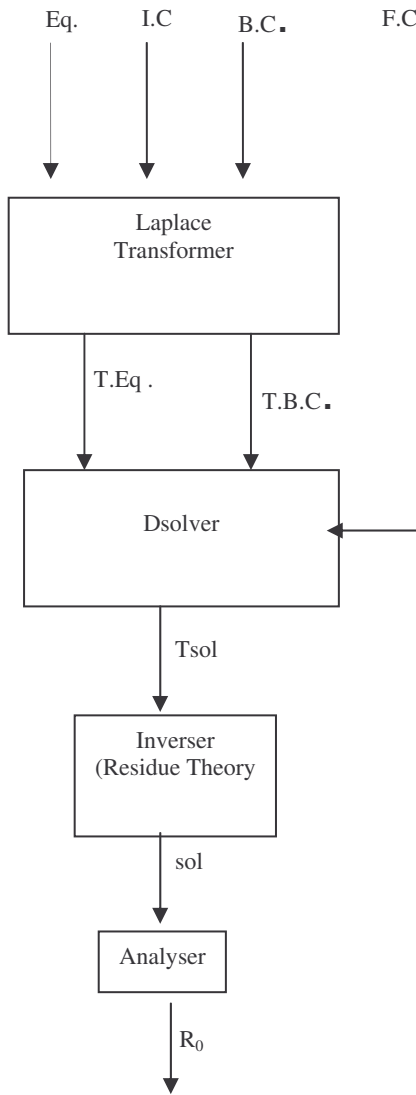 Eq. I.C B.C. F.C
Laplace
Transformer
T.Eq . T.B.C.
Dsolver
Tsol
Inverser
(Residue Theory
sol
Analyser
R₀